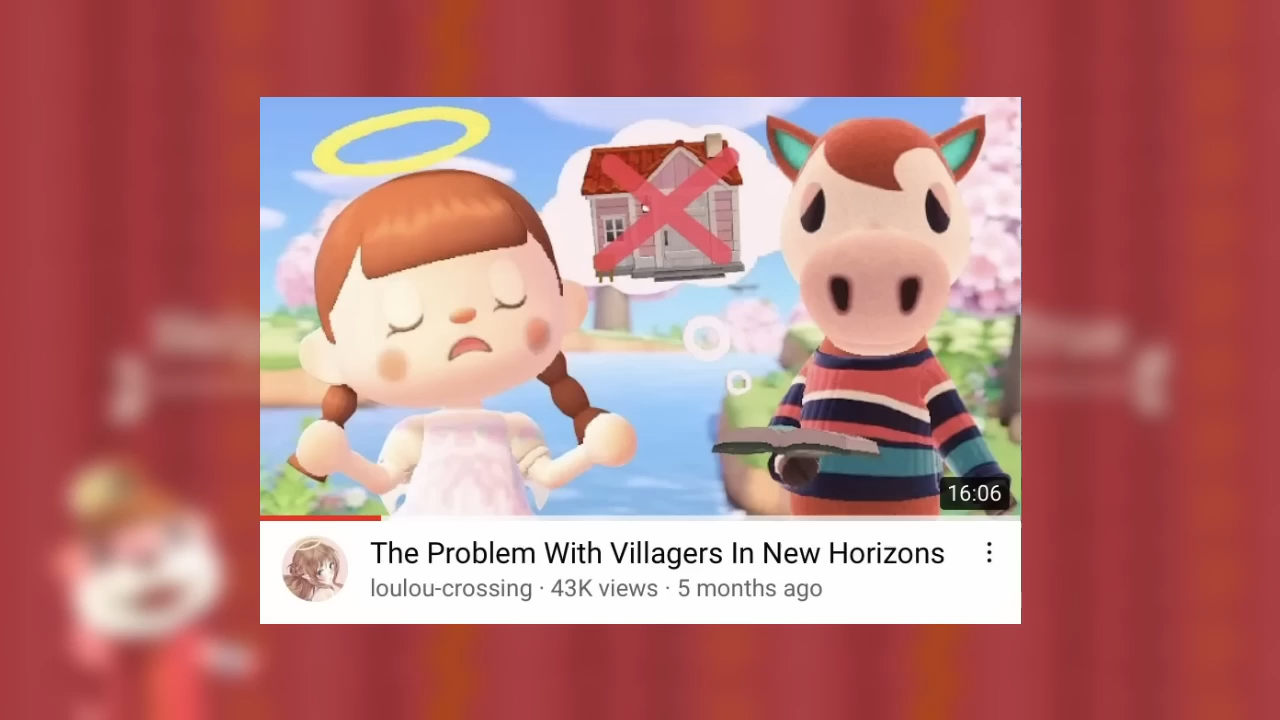 16:06
The Problem With Villagers In New Horizons
loulou-crossing · 43K views · 5 months ago